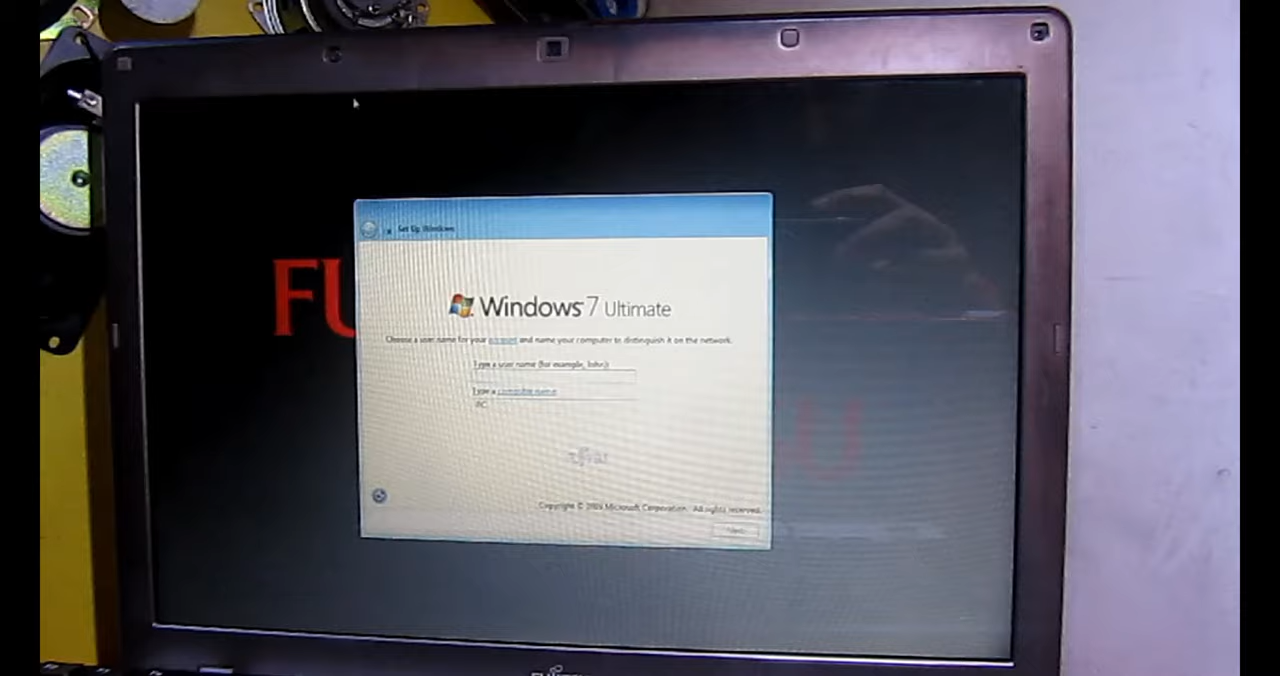 Set Up Windows
FU
Windows 7 Ultimate
Choose a user name for your account and name your computer to distinguish it on the network.
Type a user name (for example, John):
Type a computer name:
PC
U
Copyright © 2009 Microsoft Corporation. All rights reserved.
Next